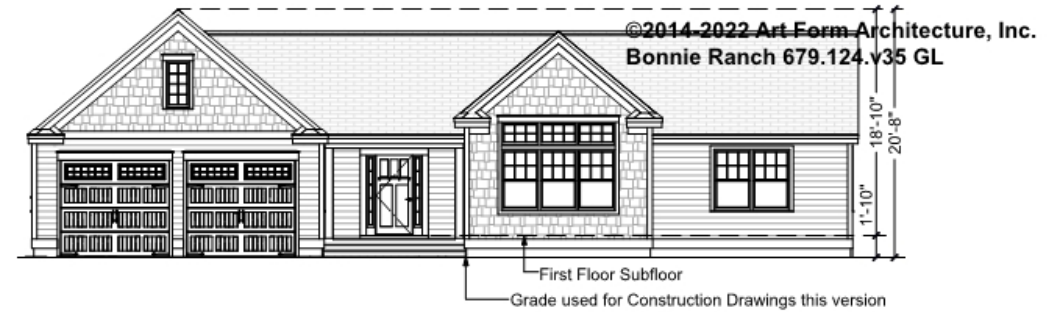 ©2014-2022 Art Form Architecture, Inc.
Bonnie Ranch 679.124.v35 GL
18'-10"
20'-8"
1'-10"
First Floor Subfloor
Grade used for Construction Drawings this version